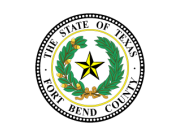 · THE STATE OF TEXAS ·
FORT BEND COUNTY